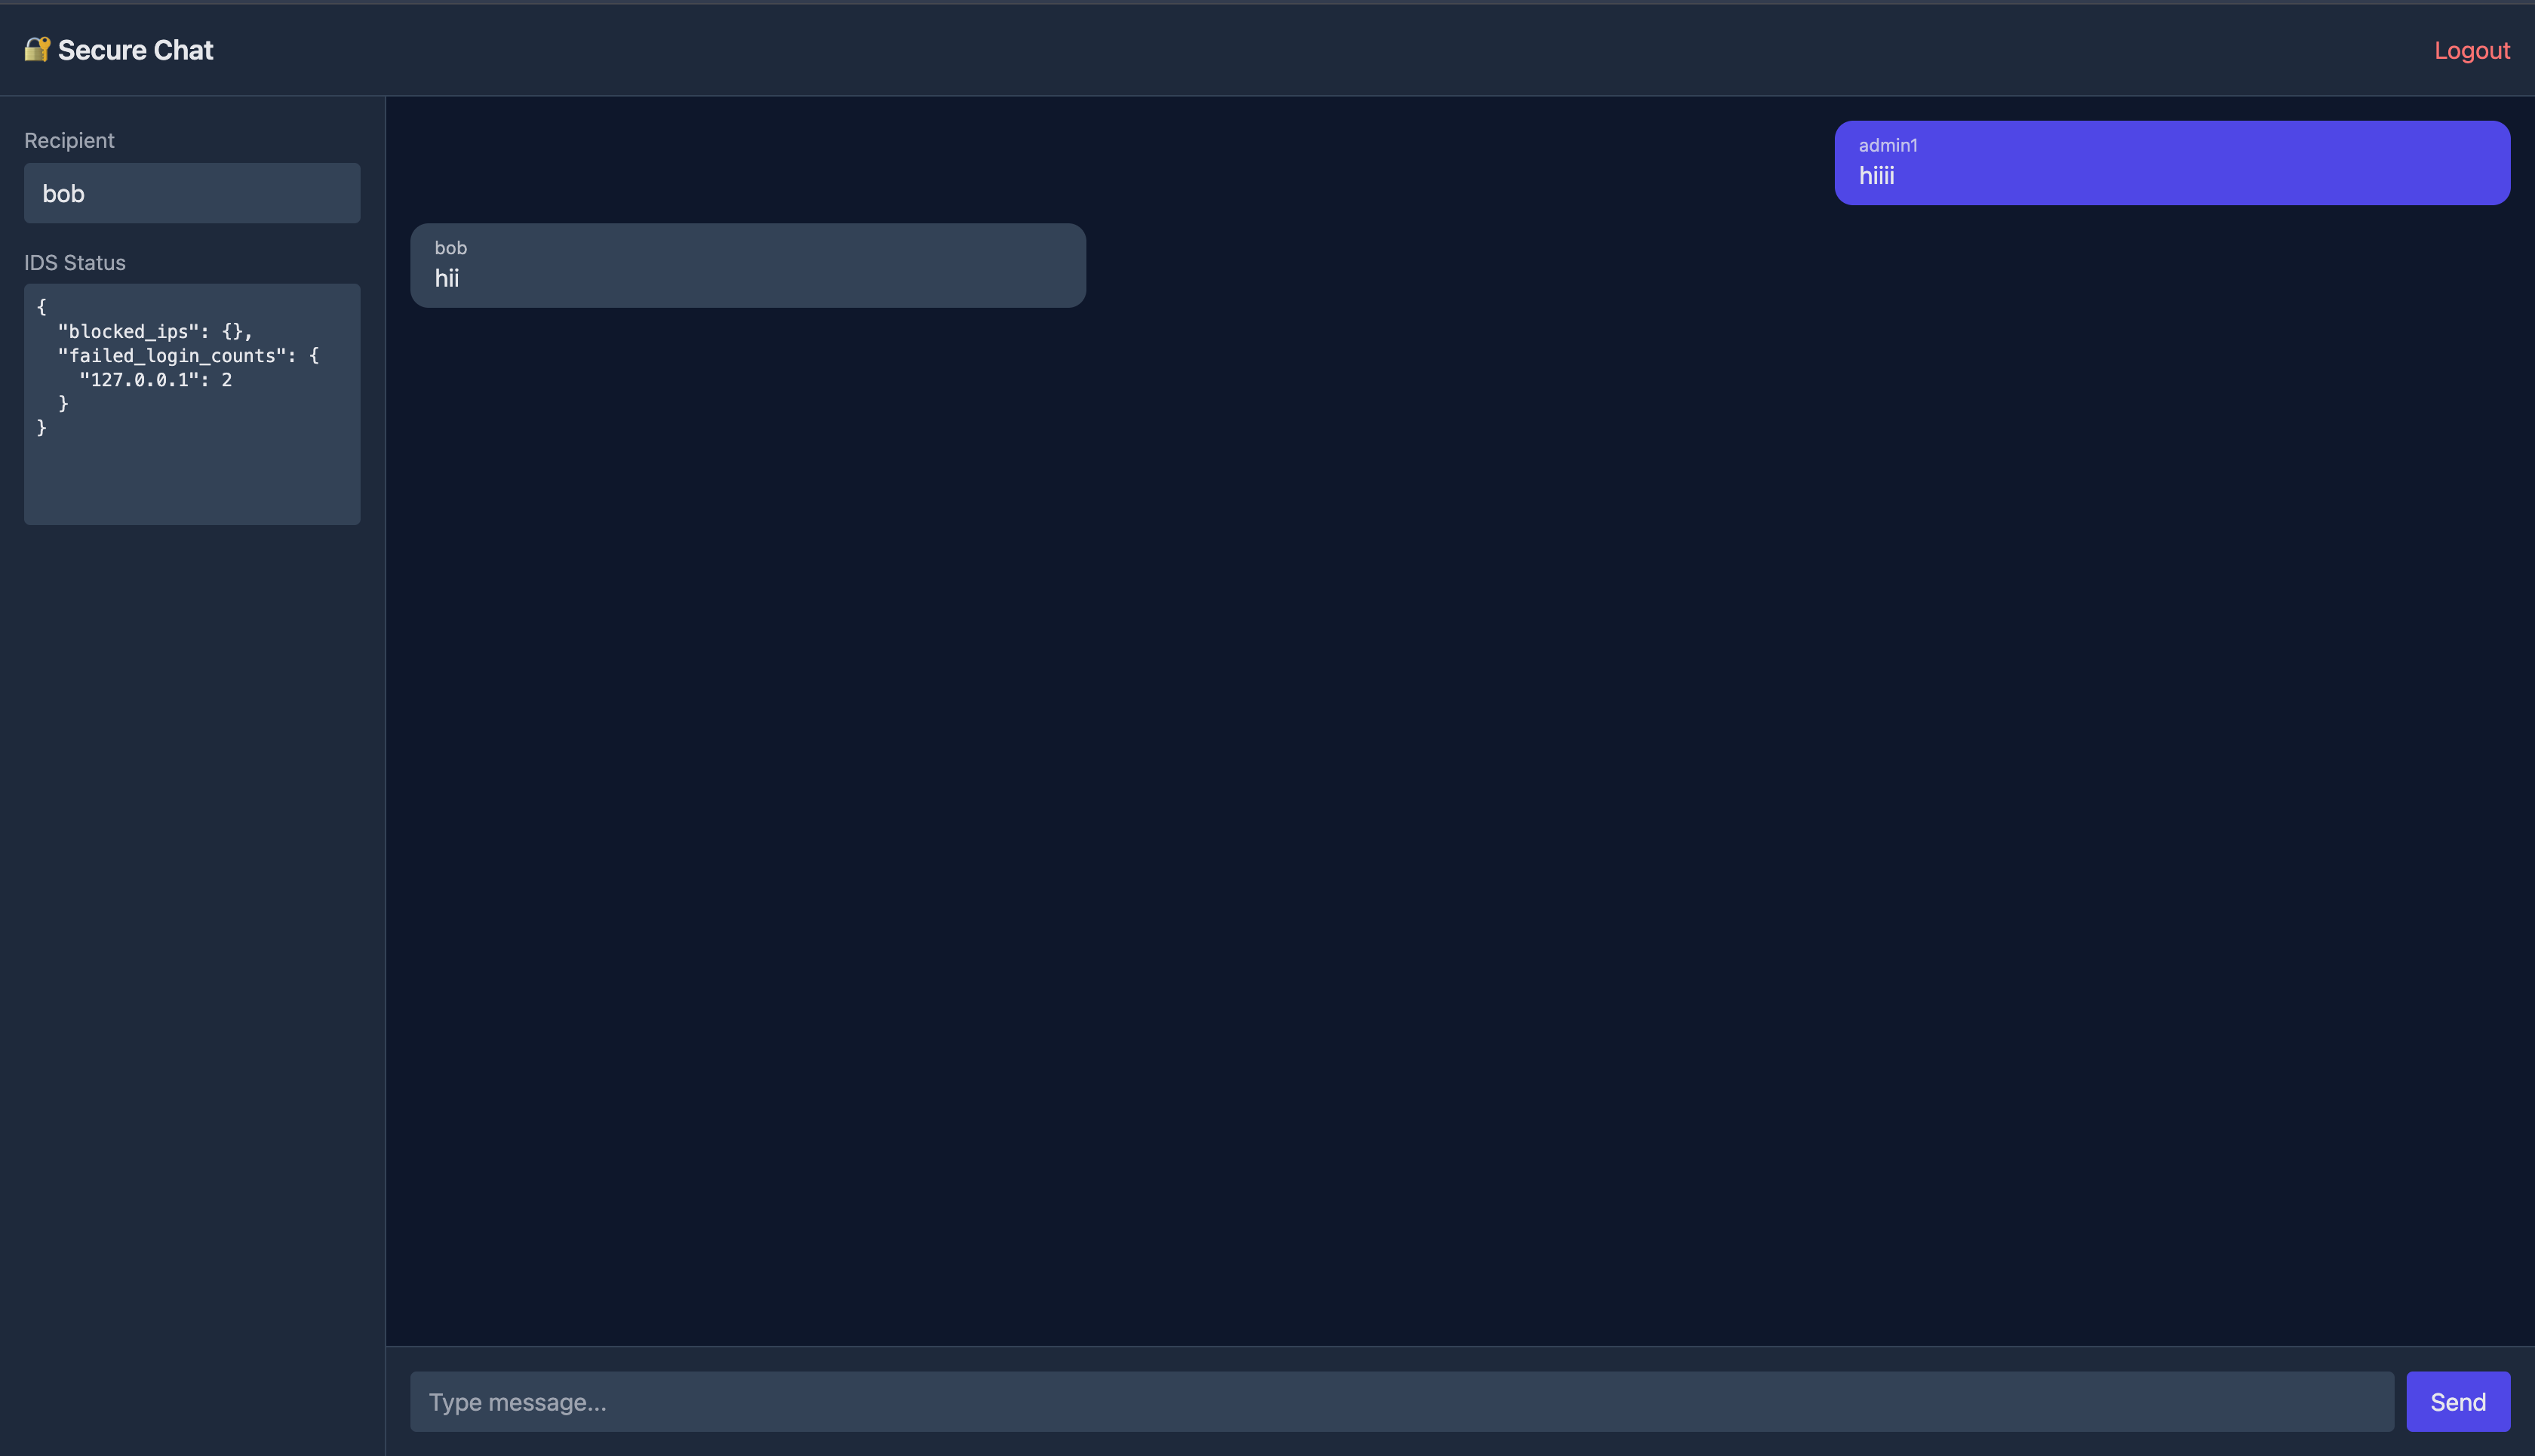 🔐 Secure Chat
Logout
Recipient
bob
IDS Status
{
  "blocked_ips": {},
  "failed_login_counts": {
    "127.0.0.1": 2
  }
}
admin1
hiiii
bob
hii
Type message...
Send